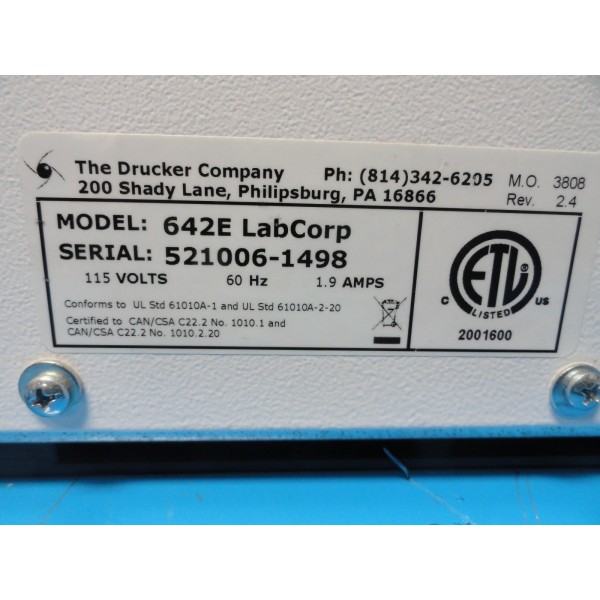 The Drucker Company Ph: (814)342-6205
200 Shady Lane, Philipsburg, PA 16866
M.O. 3808
Rev. 2.4
MODEL: 642E LabCorp
SERIAL: 521006-1498
115 VOLTS 60 Hz 1.9 AMPS
Conforms to UL Std 61010A-1 and UL Std 61010A-2-20
Certified to CAN/CSA C22.2 No. 1010.1 and
CAN/CSA C22.2 No. 1010.2.20
ETL ®
C US
LISTED
2001600